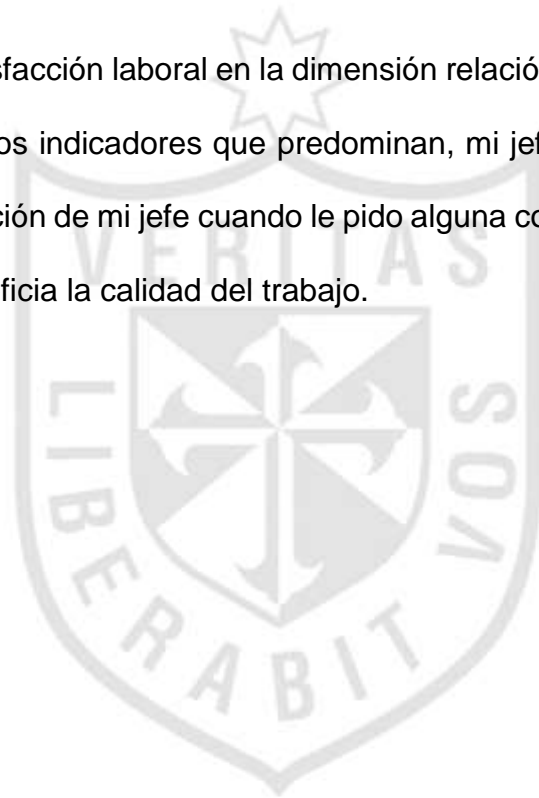 sfacción laboral en la dimensión relació
os indicadores que predominan, mi jef
ción de mi jefe cuando le pido alguna co
ficia la calidad del trabajo.
VERITAS
LIBERABIT VOS